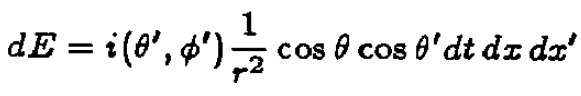 dE = i(θ′, ϕ′) 1/r² cos θ cos θ′ dt dx dx′